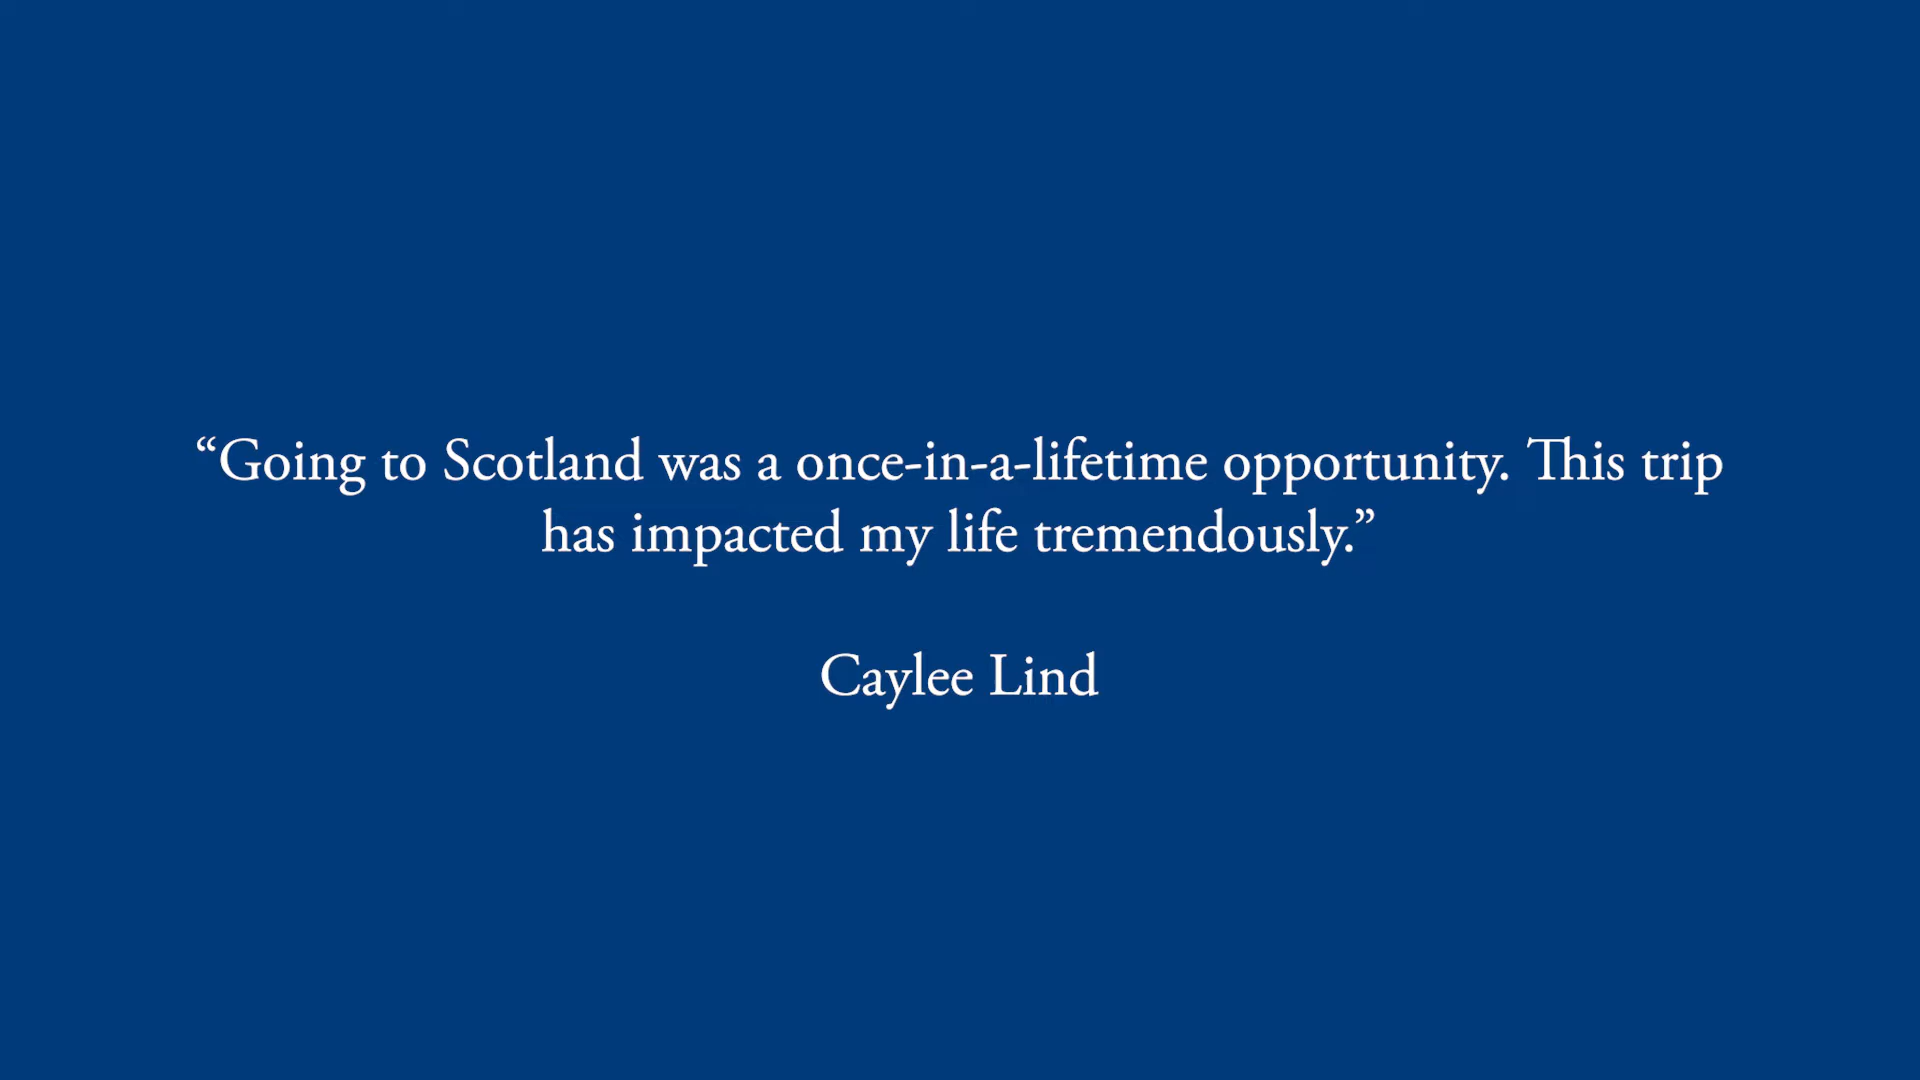 “Going to Scotland was a once-in-a-lifetime opportunity. This trip
has impacted my life tremendously.”
Caylee Lind